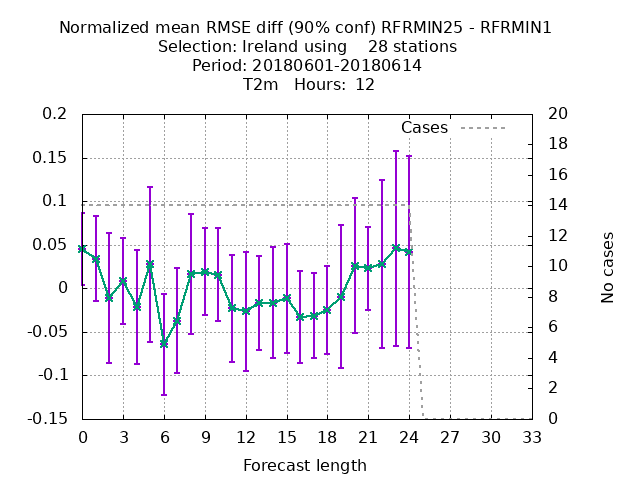 Normalized mean RMSE diff (90% conf) RFRMIN25 - RFRMIN1
Selection: Ireland using    28 stations
Period: 20180601-20180614
T2m   Hours:  12
0.2
0.15
0.1
0.05
0
-0.05
-0.1
-0.15
Cases
20
18
16
14
12
10
8
6
4
2
0
No cases
0 3 6 9 12 15 18 21 24 27 30 33
Forecast length